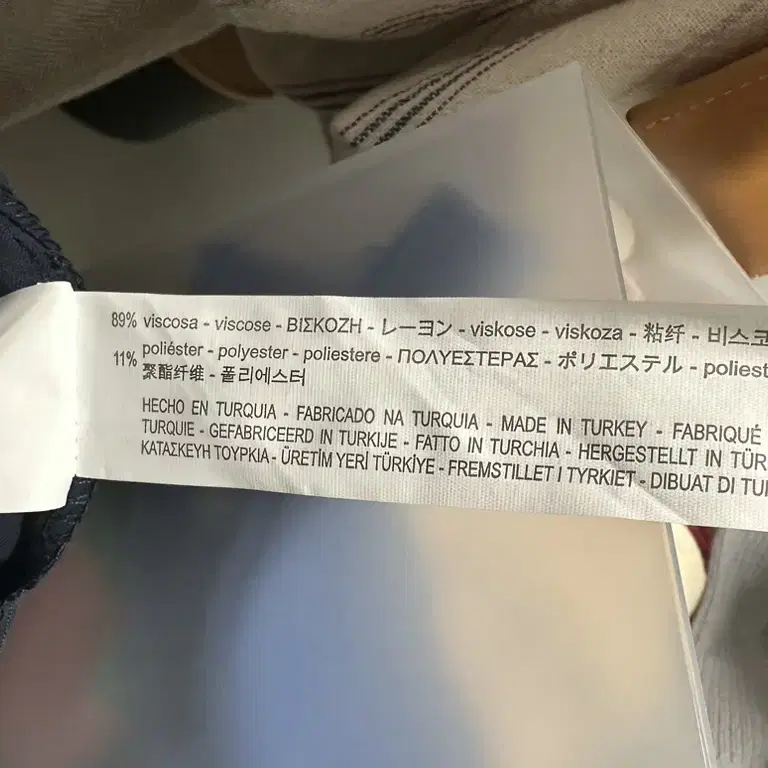 89% viscosa - viscose - ΒΙΣΚΟΖΗ - レーヨン - viskose - viskoza - 粘纤 - 비스코
11% poliéster - polyester - poliestere - ΠΟΛΥΕΣΤΕΡΑΣ - ポリエステル - poliest
聚酯纤维 - 폴리에스터
HECHO EN TURQUIA - FABRICADO NA TURQUIA - MADE IN TURKEY - FABRIQUÉ
TURQUIE - GEFABRICEERD IN TURKIJE - FATTO IN TURCHIA - HERGESTELLT IN TÜR
ΚΑΤΑΣΚΕΥΗ ΤΟΥΡΚΙΑ - ÜRETİM YERİ TÜRKİYE - FREMSTILLET I TYRKIET - DIBUAT DI TU